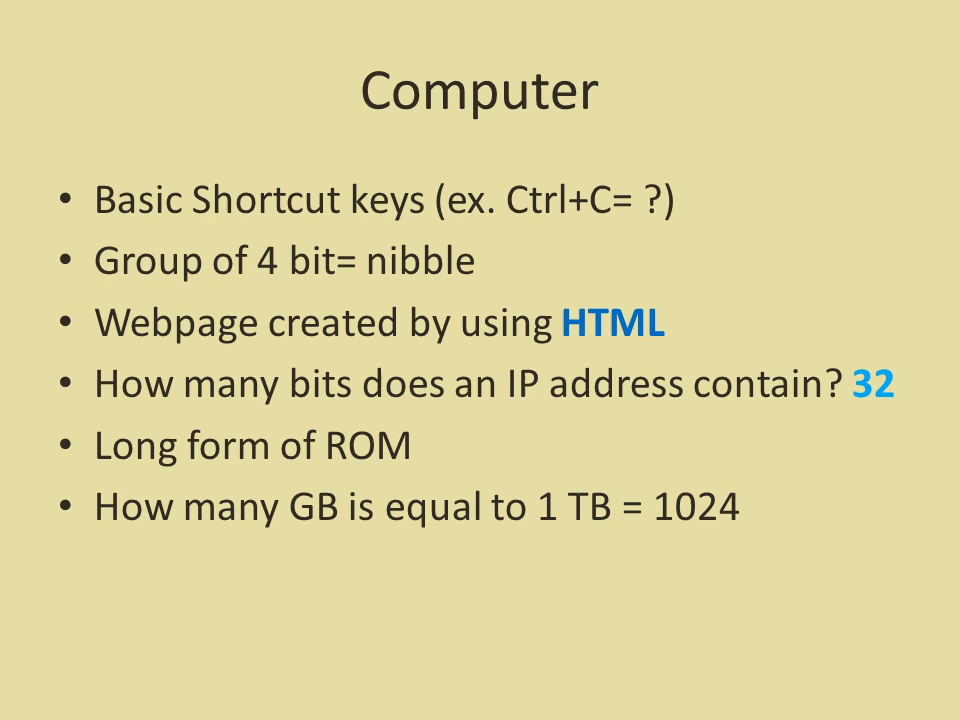 Computer
• Basic Shortcut keys (ex. Ctrl+C= ?)
• Group of 4 bit= nibble
• Webpage created by using HTML
• How many bits does an IP address contain? 32
• Long form of ROM
• How many GB is equal to 1 TB = 1024